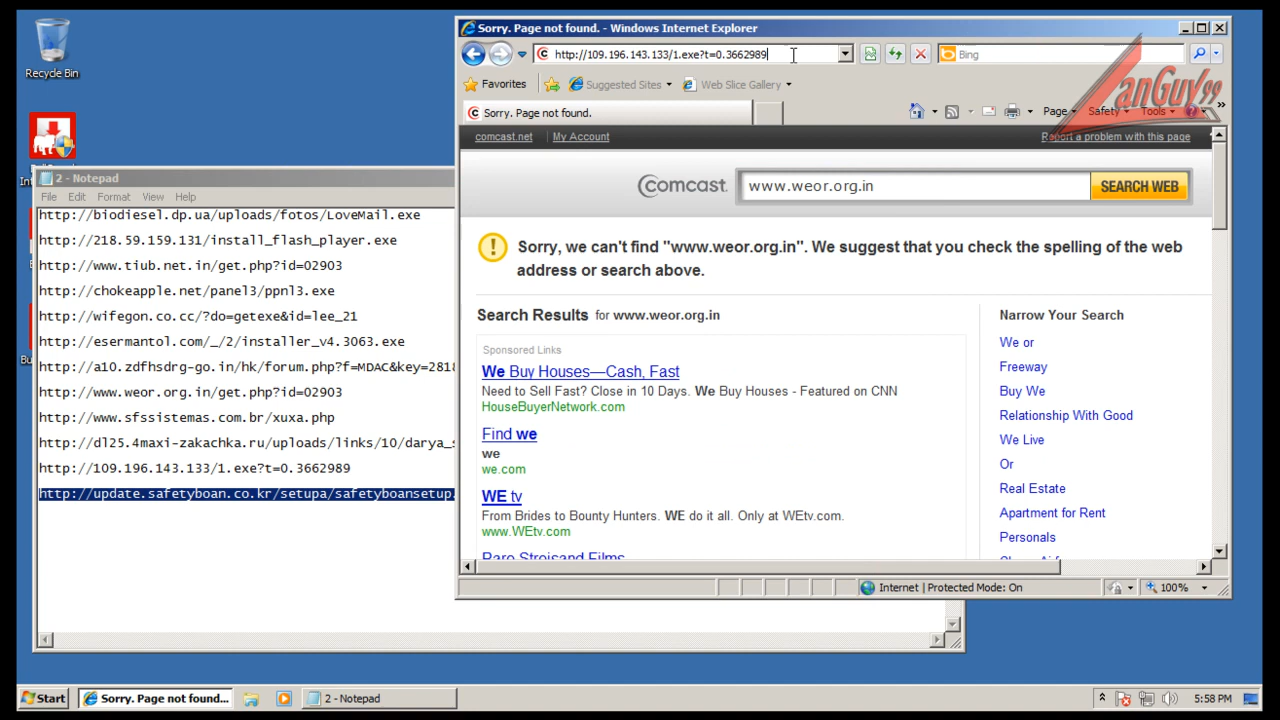 Recycle Bin
Sorry. Page not found. - Windows Internet Explorer
http://109.196.143.133/1.exe?t=0.3662989
Bing
Favorites
Suggested Sites
Web Slice Gallery
Sorry. Page not found.
Page
Safety
Tools
anGuy99
comcast.net
My Account
Report a problem with this page
comcast.
www.weor.org.in
SEARCH WEB
Sorry, we can't find "www.weor.org.in". We suggest that you check the spelling of the web
address or search above.
Search Results for www.weor.org.in
Sponsored Links
We Buy Houses—Cash, Fast
Need to Sell Fast? Close in 10 Days. We Buy Houses - Featured on CNN
HouseBuyerNetwork.com
Find we
we
we.com
WE tv
From Brides to Bounty Hunters. WE do it all. Only at WEtv.com.
www.WEtv.com
Rare Streisand Films
Narrow Your Search
We or
Freeway
Buy We
Relationship With Good
We Live
Or
Real Estate
Apartment for Rent
Personals
Internet | Protected Mode: On
100%
2 - Notepad
File
Edit
Format
View
Help
http://biodiesel.dp.ua/uploads/fotos/LoveMail.exe
http://218.59.159.131/install_flash_player.exe
http://www.tiub.net.in/get.php?id=02903
http://chokeapple.net/panel3/ppnl3.exe
http://wifegon.co.cc/?do=getexe&id=lee_21
http://esermantol.com/_/2/installer_v4.3063.exe
http://a10.zdfhsdrg-go.in/hk/forum.php?f=MDAC&key=2818
http://www.weor.org.in/get.php?id=02903
http://www.sfssistemas.com.br/xuxa.php
http://dl25.4maxi-zakachka.ru/uploads/links/10/darya_s
http://109.196.143.133/1.exe?t=0.3662989
http://update.safetyboan.co.kr/setupa/safetyboansetup.
Start
Sorry. Page not found...
2 - Notepad
5:58 PM